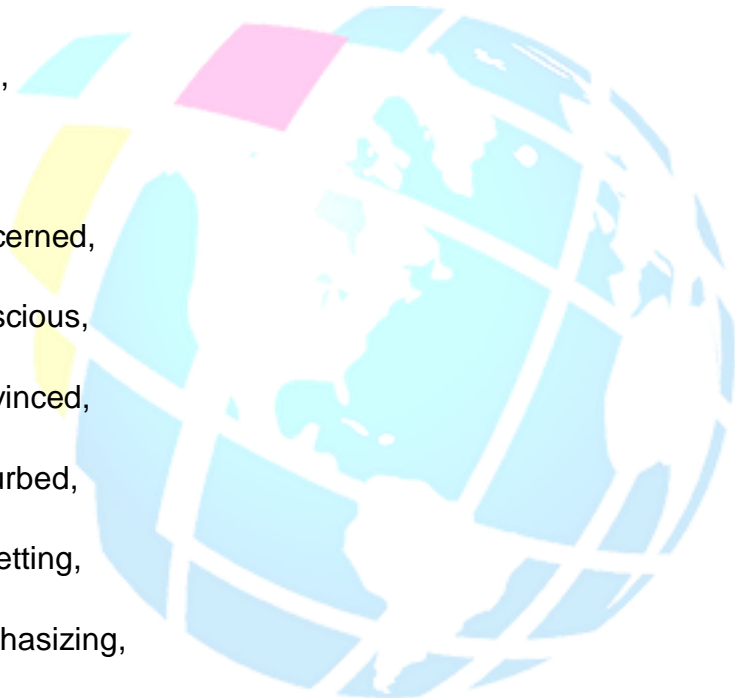 ,
cerned,
scious,
vinced,
urbed,
etting,
hasizing,